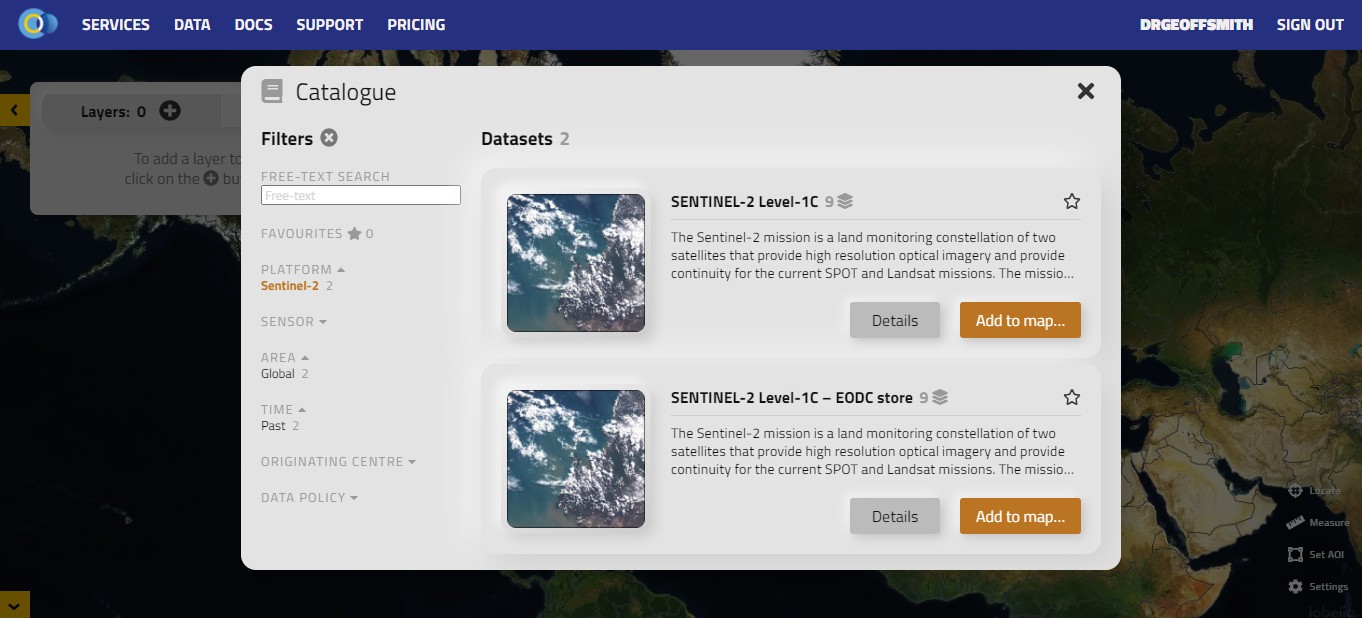 SERVICES DATA DOCS SUPPORT PRICING DRGEOFFSMITH SIGN OUT
Catalogue
Layers: 0
Filters
Datasets 2
To add a layer to
click on the bu
FREE-TEXT SEARCH
Free-text
FAVOURITES 0
PLATFORM
Sentinel-2 2
SENSOR
AREA
Global 2
TIME
Past 2
ORIGINATING CENTRE
DATA POLICY
SENTINEL-2 Level-1C 9
The Sentinel-2 mission is a land monitoring constellation of two
satellites that provide high resolution optical imagery and provide
continuity for the current SPOT and Landsat missions. The missio...
Details Add to map...
SENTINEL-2 Level-1C – EODC store 9
The Sentinel-2 mission is a land monitoring constellation of two
satellites that provide high resolution optical imagery and provide
continuity for the current SPOT and Landsat missions. The missio...
Details Add to map...
Locate
Measure
Set AOI
Settings
lobelia